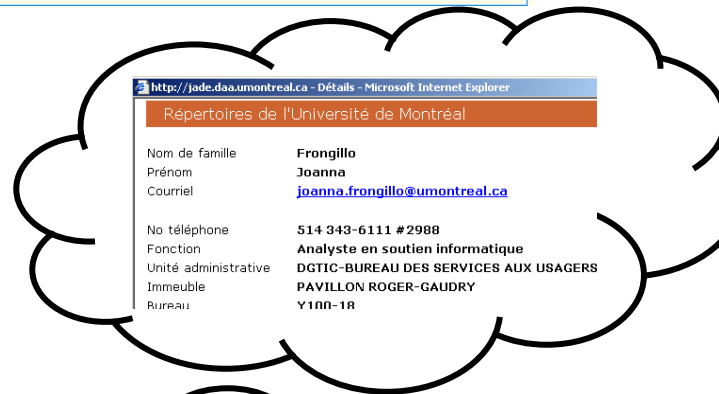 http://jade.daa.umontreal.ca - Détails - Microsoft Internet Explorer
Répertoires de l'Université de Montréal
Nom de famille Frongillo
Prénom Joanna
Courriel joanna.frongillo@umontreal.ca
No téléphone 514 343-6111 #2988
Fonction Analyste en soutien informatique
Unité administrative DGTIC-BUREAU DES SERVICES AUX USAGERS
Immeuble PAVILLON ROGER-GAUDRY
Bureau Y100-18